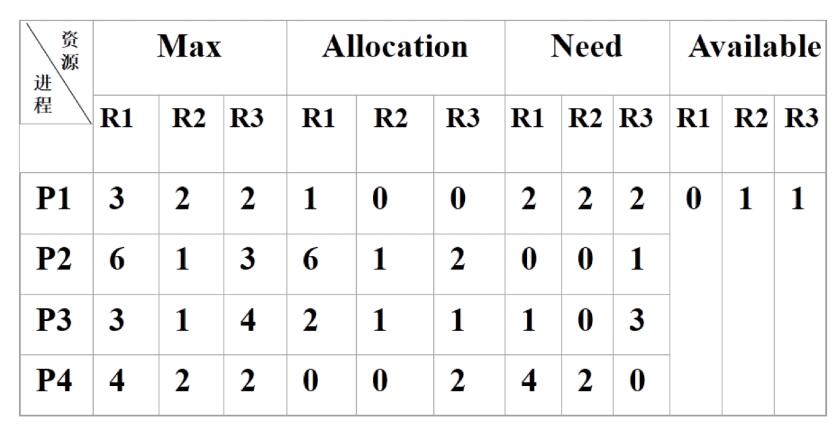 资源
进程
Max Allocation Need Available
R1 R2 R3 R1 R2 R3 R1 R2 R3 R1 R2 R3
P1 3 2 2 1 0 0 2 2 2 0 1 1
P2 6 1 3 6 1 2 0 0 1
P3 3 1 4 2 1 1 1 0 3
P4 4 2 2 0 0 2 4 2 0